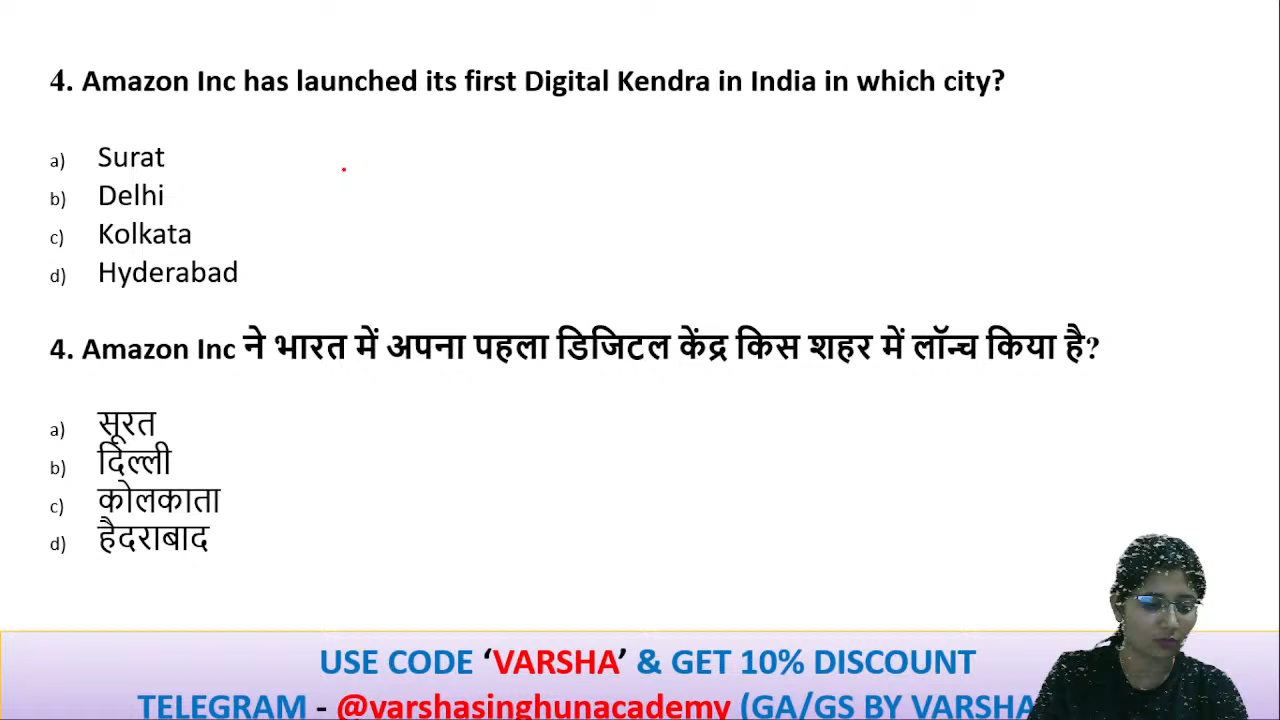 4. Amazon Inc has launched its first Digital Kendra in India in which city?
a) Surat
b) Delhi
c) Kolkata
d) Hyderabad
4. Amazon Inc ने भारत में अपना पहला डिजिटल केंद्र किस शहर में लॉन्च किया है?
a) सूरत
b) दिल्ली
c) कोलकाता
d) हैदराबाद
USE CODE ‘VARSHA’ & GET 10% DISCOUNT
TELEGRAM - @varshasinghunacademy (GA/GS BY VARSHA